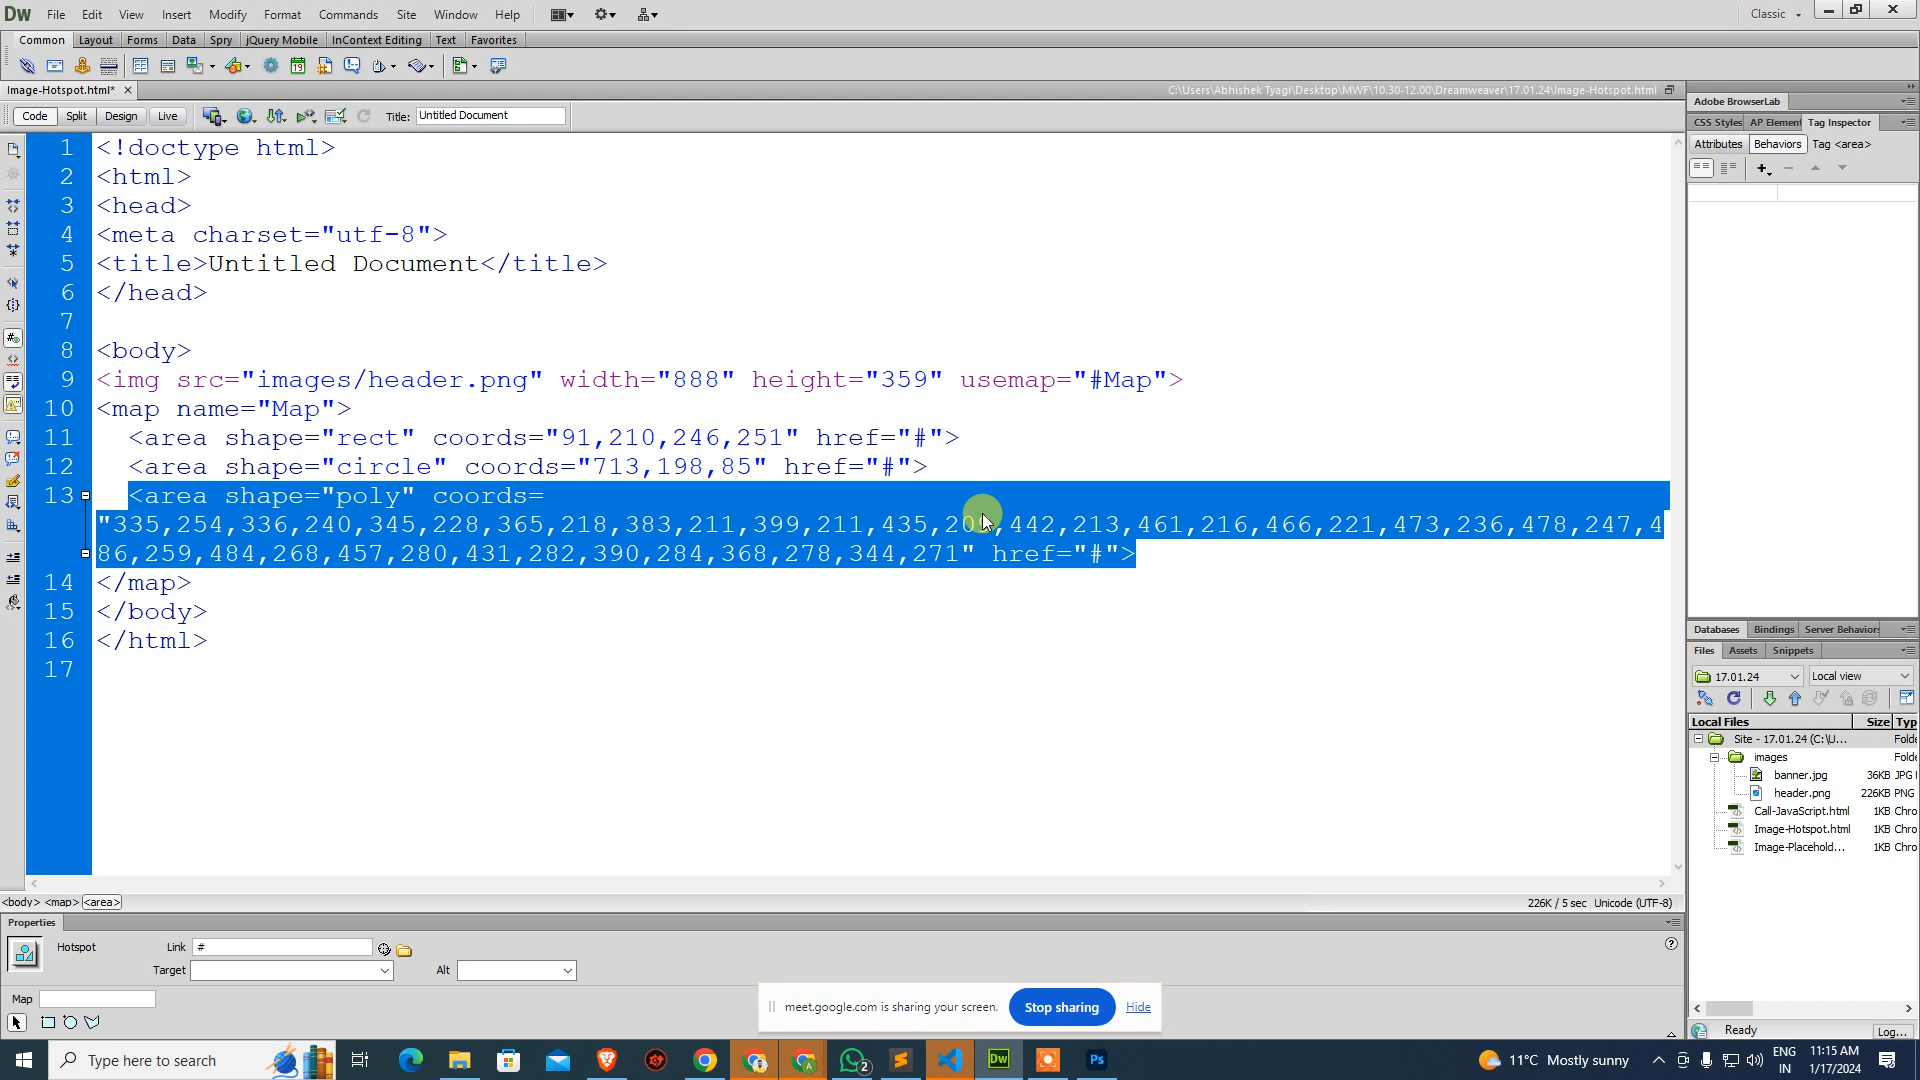 Dw File Edit View Insert Modify Format Commands Site Window Help Classic
Common Layout Forms Data Spry jQuery Mobile InContext Editing Text Favorites
Image-Hotspot.html* C:\Users\Abhishek Tyagi\Desktop\MWF\10.30-12.00\Dreamweaver\17.01.24\Image-Hotspot.html
Code Split Design Live Title: Untitled Document
1 <!doctype html>
2 <html>
3 <head>
4 <meta charset="utf-8">
5 <title>Untitled Document</title>
6 </head>
7
8 <body>
9 <img src="images/header.png" width="888" height="359" usemap="#Map">
10 <map name="Map">
11 <area shape="rect" coords="91,210,246,251" href="#">
12 <area shape="circle" coords="713,198,85" href="#">
13 <area shape="poly" coords=
"335,254,336,240,345,228,365,218,383,211,399,211,435,20 ,442,213,461,216,466,221,473,236,478,247,4
86,259,484,268,457,280,431,282,390,284,368,278,344,271" href="#">
14 </map>
15 </body>
16 </html>
17
<body> <map> <area> 226K / 5 sec Unicode (UTF-8)
Properties
Hotspot Link #
Target Alt
Map
meet.google.com is sharing your screen. Stop sharing Hide
Adobe BrowserLab
CSS Styles AP Element Tag Inspector
Attributes Behaviors Tag <area>
Databases Bindings Server Behaviors
Files Assets Snippets
17.01.24 Local view
Local Files Size Typ
Site - 17.01.24 (C:\U... Folde
images Folde
banner.jpg 36KB JPG
header.png 226KB PNG
Call-JavaScript.html 1KB Chro
Image-Hotspot.html 1KB Chro
Image-Placehold... 1KB Chro
Ready Log...
Type here to search 2 Dw Ps 11°C Mostly sunny ENG IN 11:15 AM 1/17/2024